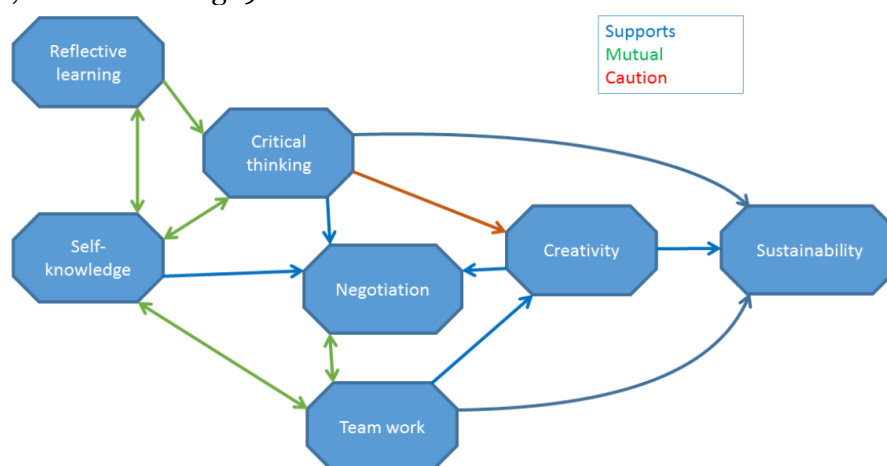 Reflective
learning
Supports
Mutual
Caution
Critical
thinking
Self-
knowledge
Negotiation
Creativity
Sustainability
Team work